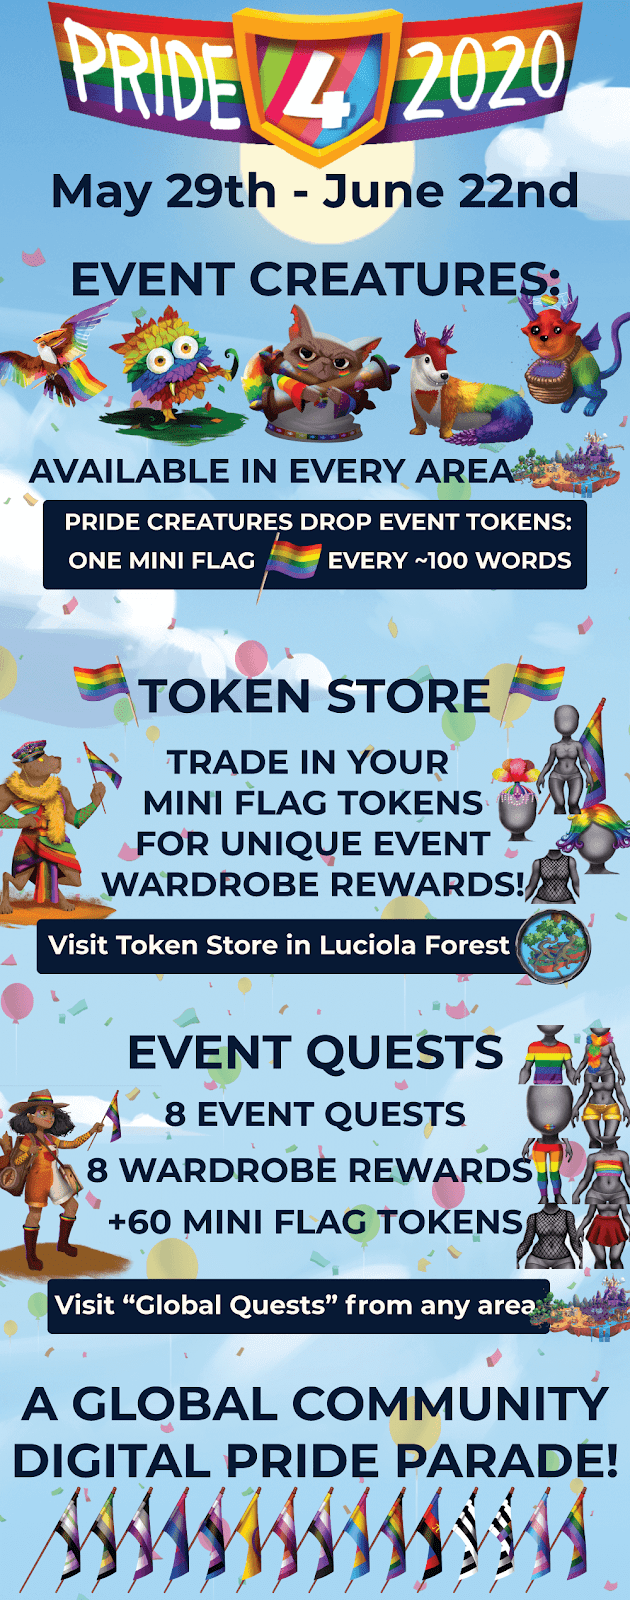 PRIDE 4 2020
May 29th - June 22nd
EVENT CREATURES:
AVAILABLE IN EVERY AREA
PRIDE CREATURES DROP EVENT TOKENS:
ONE MINI FLAG EVERY ~100 WORDS
TOKEN STORE
TRADE IN YOUR
MINI FLAG TOKENS
FOR UNIQUE EVENT
WARDROBE REWARDS!
Visit Token Store in Luciola Forest
EVENT QUESTS
8 EVENT QUESTS
8 WARDROBE REWARDS
+60 MINI FLAG TOKENS
Visit “Global Quests” from any area
A GLOBAL COMMUNITY
DIGITAL PRIDE PARADE!